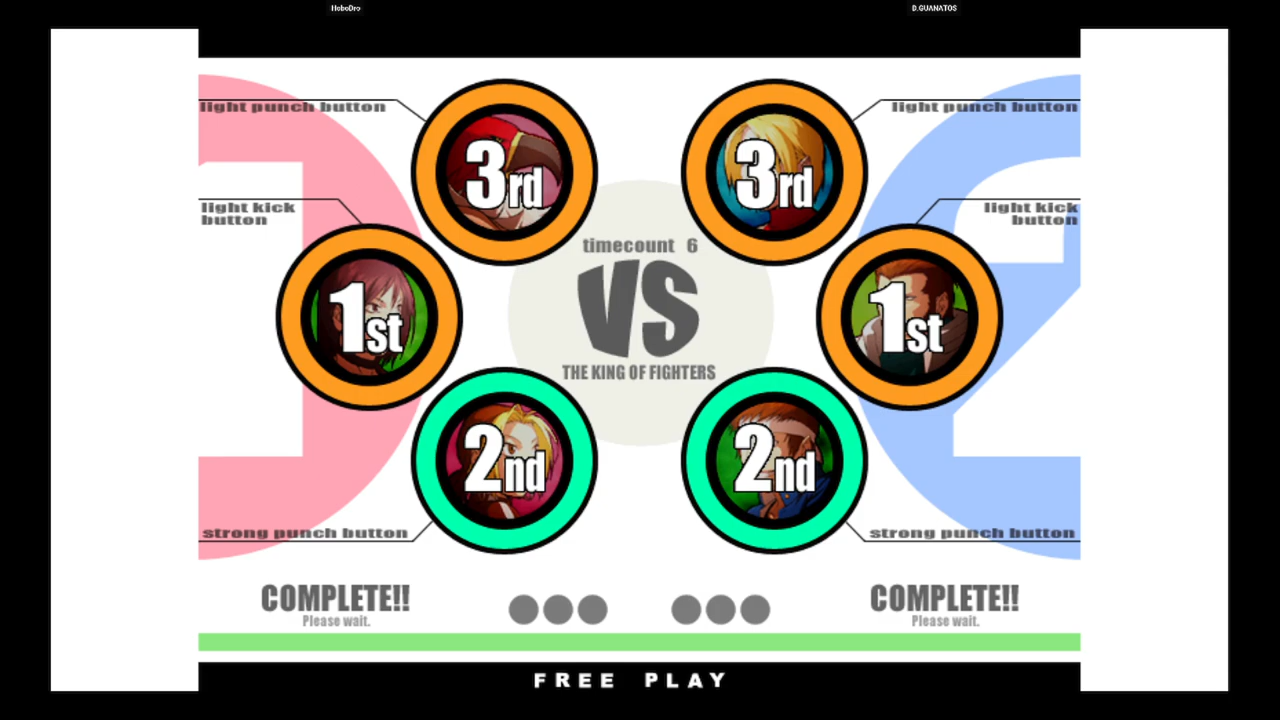 HoboDro
D.GUANATOS
light punch button
light punch button
3rd
3rd
light kick
button
light kick
button
timecount 6
VS
THE KING OF FIGHTERS
1st
1st
2nd
2nd
strong punch button
strong punch button
COMPLETE!!
Please wait.
COMPLETE!!
Please wait.
FREE PLAY